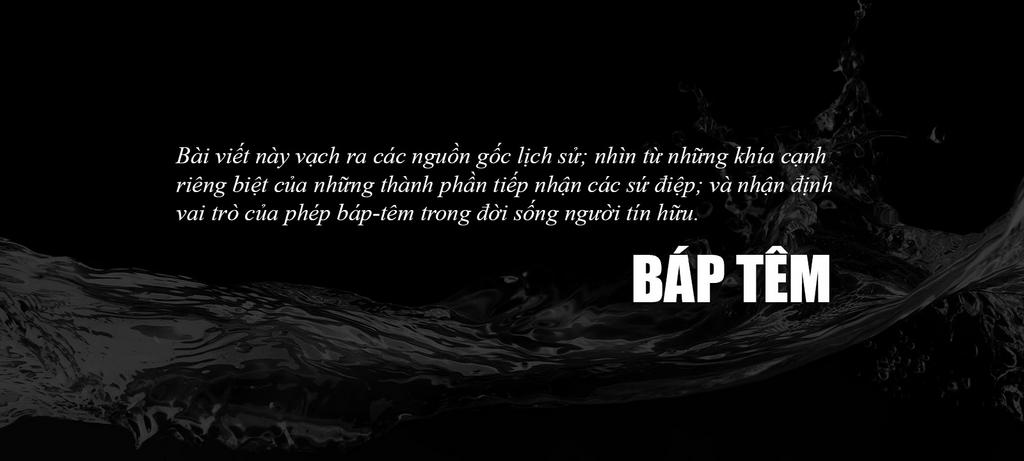 Bài viết này vạch ra các nguồn gốc lịch sử; nhìn từ những khía cạnh
riêng biệt của những thành phần tiếp nhận các sứ điệp; và nhận định
vai trò của phép báp-têm trong đời sống người tín hữu.
BÁP TÊM